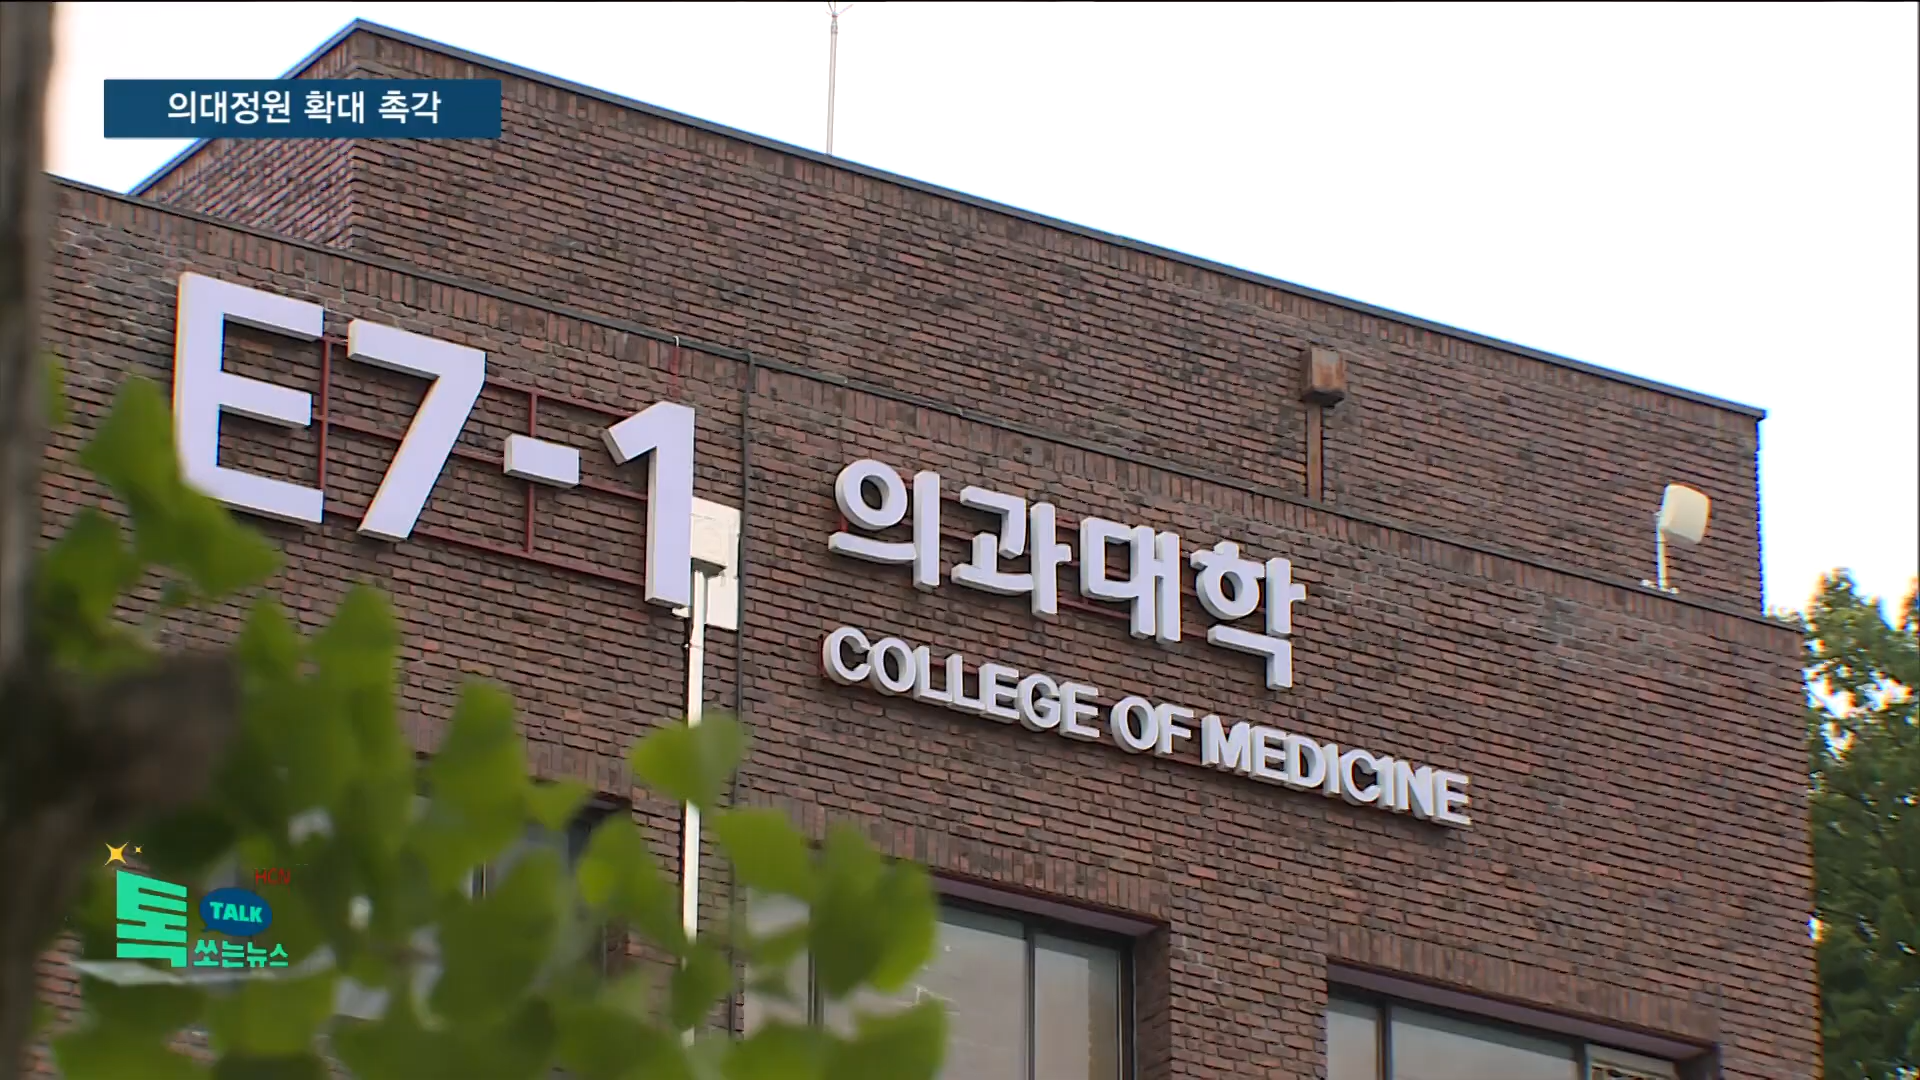 의대정원 확대 촉각
E7-1
의과대학
COLLEGE OF MEDICINE
HCN
톡
TALK
쏘는뉴스